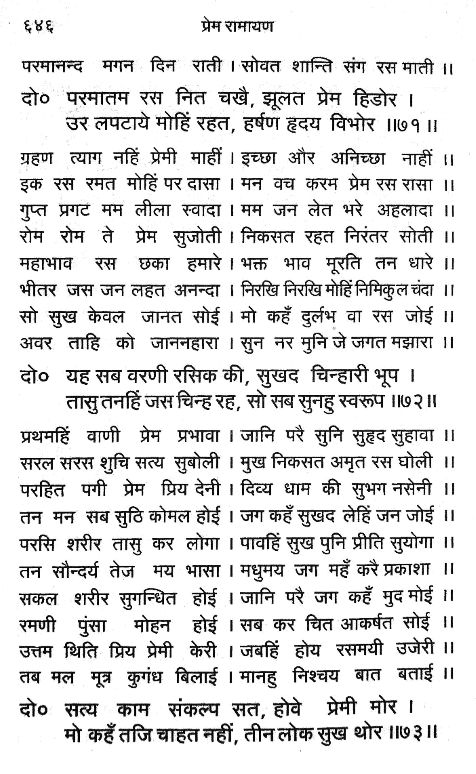 ६४६ प्रेम रामायण
परमानन्द मगन दिन राती । सोवत शान्ति संग रस माती ॥
दो० परमातम रस नित चखै, झूलत प्रेम हिडोर ।
उर लपटाये मोहिं रहत, हर्षण हृदय विभोर ॥७१॥
ग्रहण त्याग नहिं प्रेमी माहीं । इच्छा और अनिच्छा नाहीं ॥
इक रस रमत मोहिं पर दासा । मन वच करम प्रेम रस रासा ॥
गुप्त प्रगट मम लीला स्वादा । मम जन लेत भरे अहलादा ॥
रोम रोम ते प्रेम सुजोती । निकसत रहत निरंतर सोती ॥
महाभाव रस छका हमारे । भक्त भाव मूरति तन धारे ॥
भीतर जस जन लहत अनन्दा । निरखि निरखि मोहिं निमिकुल चंदा ॥
सो सुख केवल जानत सोई । मो कहँ दुर्लभ वा रस जोई ॥
अवर ताहि को जाननहारा । सुन नर मुनि जे जगत मझारा ॥
दो० यह सब वरणी रसिक की, सुखद चिन्हारी भूप ।
तासु तनहिं जस चिन्ह रह, सो सब सुनहु स्वरूप ॥७२॥
प्रथमहिं वाणी प्रेम प्रभावा । जानि परै सुनि सुहृद सुहावा ॥
सरल सरस शुचि सत्य सुबोली । मुख निकसत अमृत रस घोली ॥
परहित पगी प्रेम प्रिय देनी । दिव्य धाम की सुभग नसेनी ॥
तन मन सब सुठि कोमल होई । जग कहँ सुखद लेहिं जन जोई ॥
परसि शरीर तासु कर लोगा । पावहिं सुख पुनि प्रीति सुयोगा ॥
तन सौन्दर्य तेज मय भासा । मधुमय जग महँ करै प्रकाशा ॥
सकल शरीर सुगन्धित होई । जानि परै जग कहँ मुद मोई ॥
रमणी पुंसा मोहन होई । सब कर चित आकर्षत सोई ॥
उत्तम थिति प्रिय प्रेमी केरी । जबहिं होय रसमयी उजेरी ॥
तब मल मूत्र कुगंध बिलाई । मानहु निश्चय बात बताई ॥
दो० सत्य काम संकल्प सत, होवे प्रेमी मोर ।
मो कहँ तजि चाहत नहीं, तीन लोक सुख थोर ॥७३॥